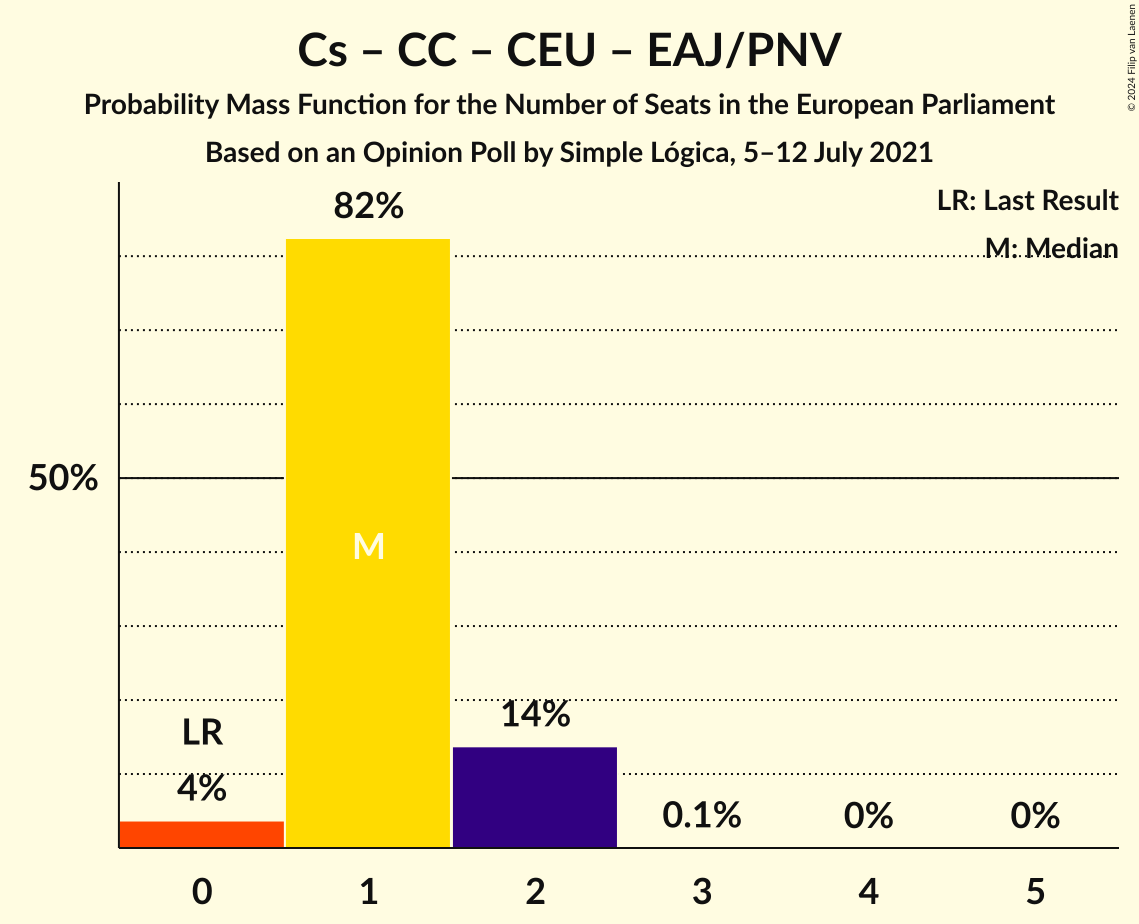 Cs – CC – CEU – EAJ/PNV
Probability Mass Function for the Number of Seats in the European Parliament
Based on an Opinion Poll by Simple Lógica, 5–12 July 2021
© 2024 Filip van Laenen
LR: Last Result
M: Median
82%
50%
M
LR
4%
14%
0.1%
0%
0%
0
1
2
3
4
5